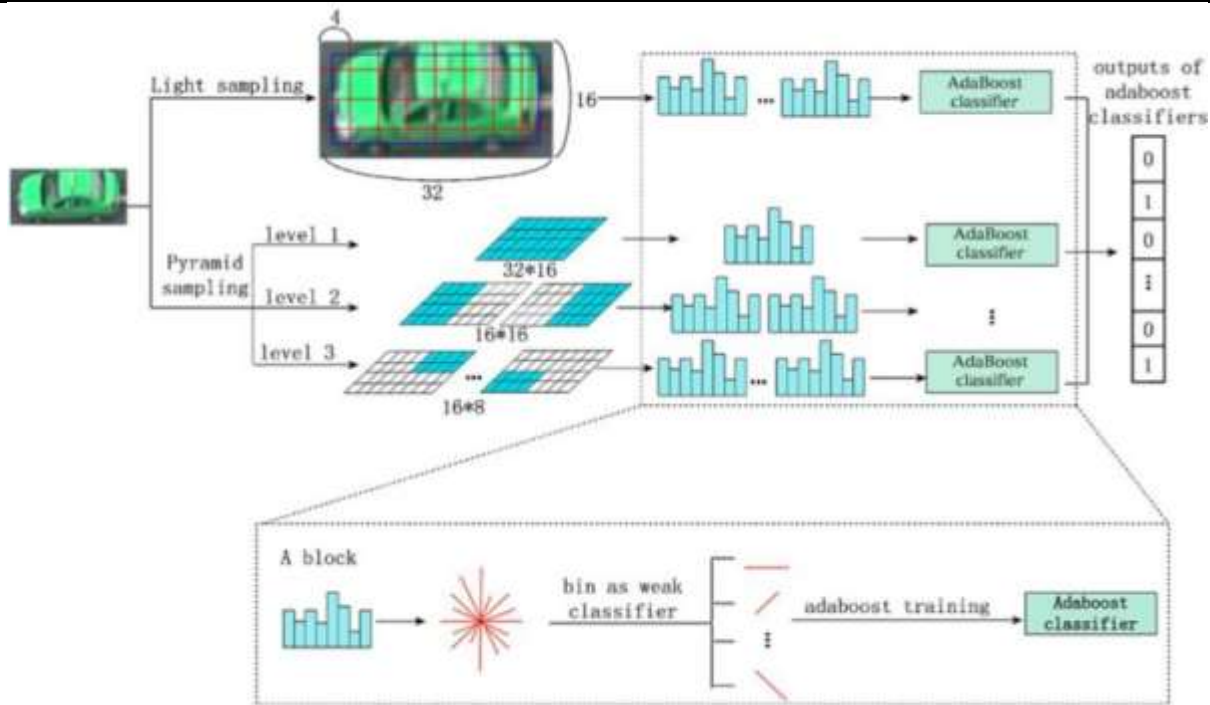 4
Light sampling
16
32
AdaBoost
classifier
outputs of
adaboost
classifiers
0
1
0
⋮
0
1
Pyramid
sampling
level 1
32*16
AdaBoost
classifier
level 2
16*16
...
level 3
...
16*8
...
AdaBoost
classifier
A block
bin as weak
classifier
adaboost training
Adaboost
classifier